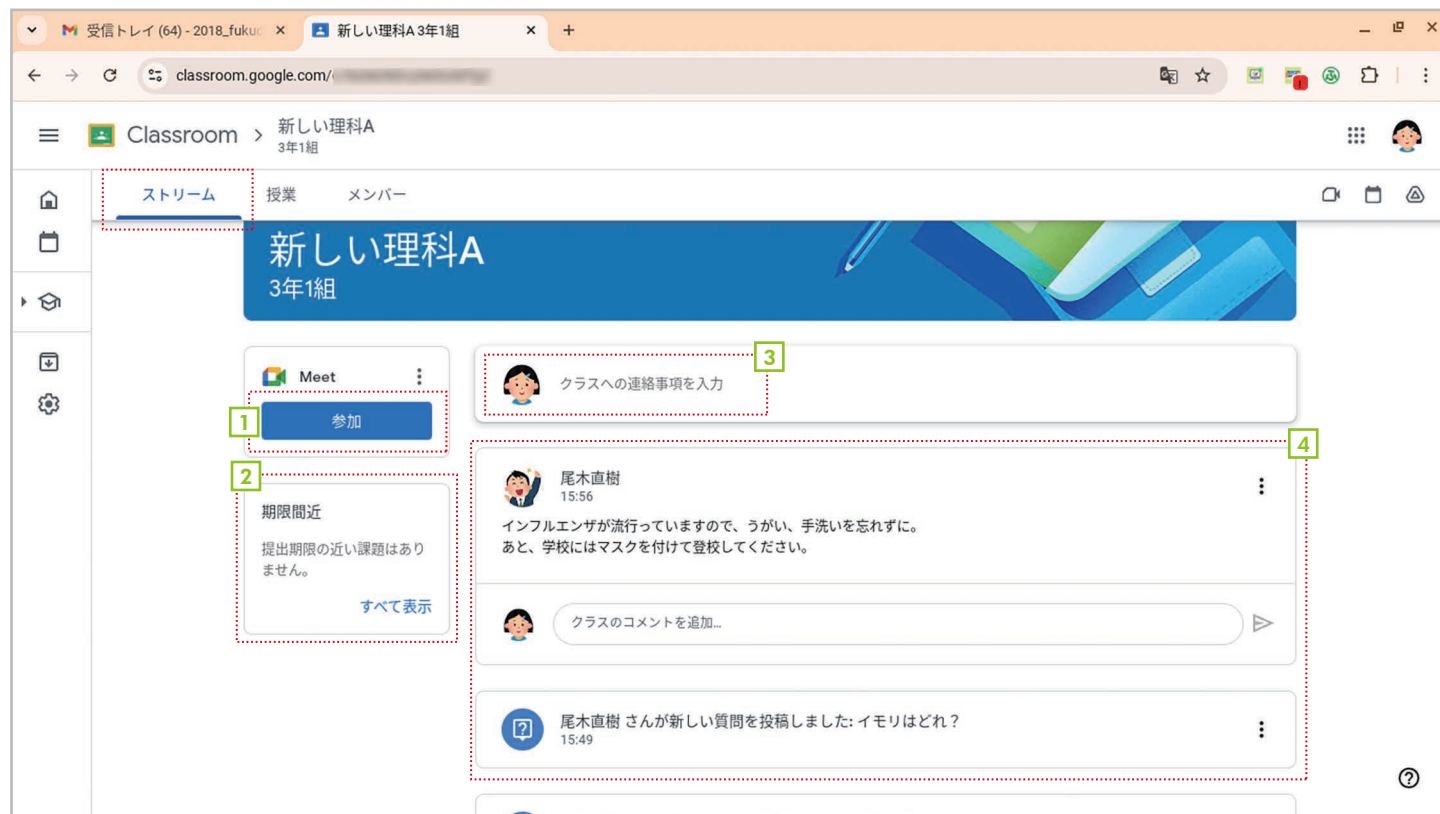 受信トレイ (64) - 2018_fuku
新しい理科A 3年1組
classroom.google.com/
Classroom
新しい理科A
3年1組
ストリーム
授業
メンバー
新しい理科A
3年1組
Meet
1
参加
2
期限間近
提出期限の近い課題はあり
ません。
すべて表示
3
クラスへの連絡事項を入力
4
尾木直樹
15:56
インフルエンザが流行っていますので、うがい、手洗いを忘れずに。
あと、学校にはマスクを付けて登校してください。
クラスのコメントを追加...
尾木直樹 さんが新しい質問を投稿しました: イモリはどれ？
15:49